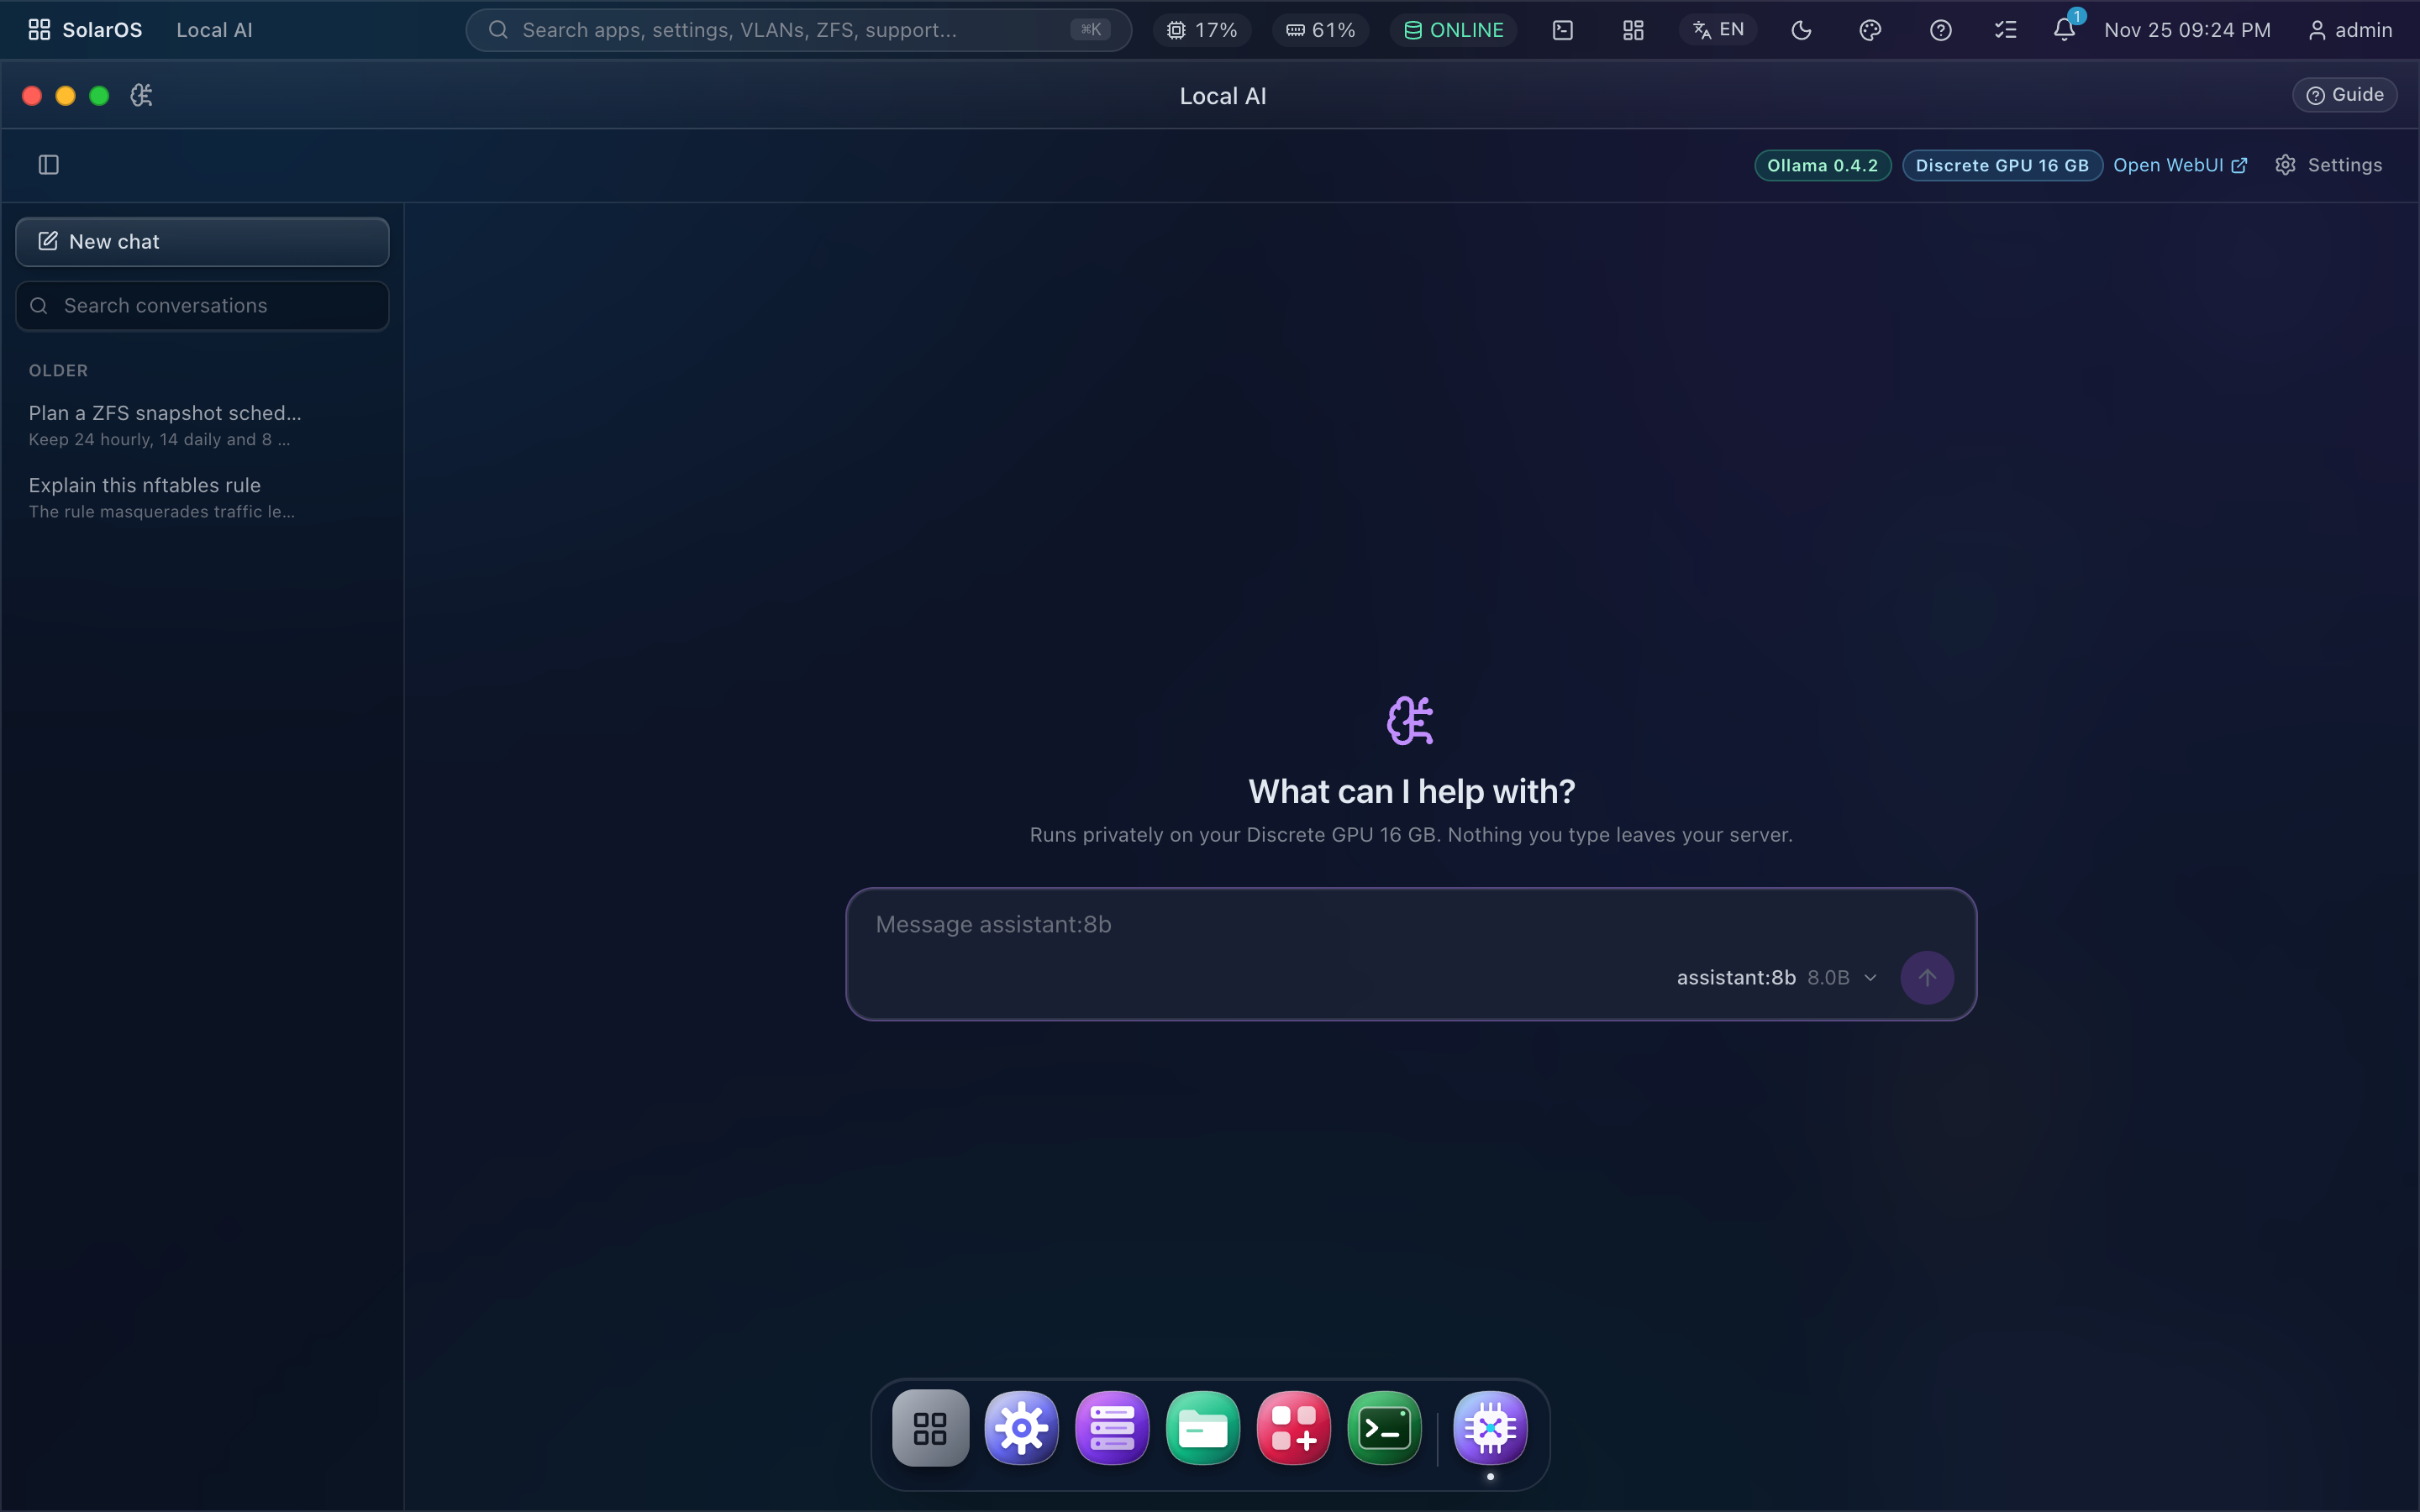 SolarOS Local AI Search apps, settings, VLANs, ZFS, support... ⌘K 17% 61% ONLINE EN 1 Nov 25 09:24 PM admin
Local AI Guide
Ollama 0.4.2 Discrete GPU 16 GB Open WebUI Settings
New chat
Search conversations
OLDER
Plan a ZFS snapshot sched...
Keep 24 hourly, 14 daily and 8 ...
Explain this nftables rule
The rule masquerades traffic le...
What can I help with?
Runs privately on your Discrete GPU 16 GB. Nothing you type leaves your server.
Message assistant:8b
assistant:8b 8.0B